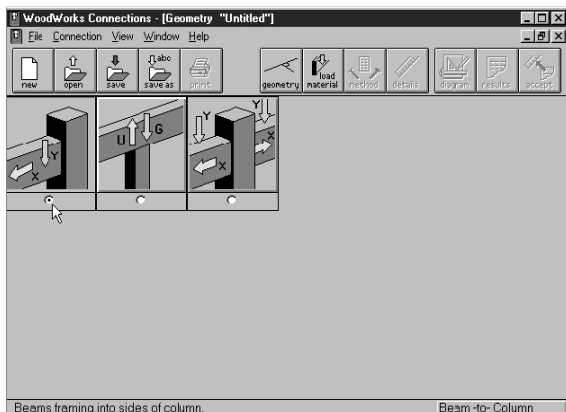 WoodWorks Connections - [Geometry "Untitled"]
File Connection View Window Help
abc
new open save save as print geometry load material method details diagram results accept
Y X U G Y Y X X
Beams framing into sides of column. Beam -to- Column